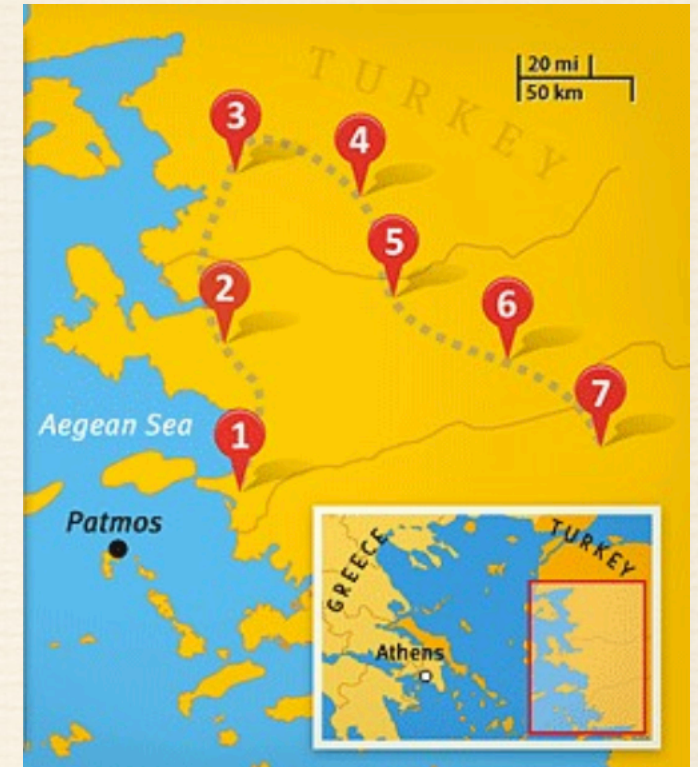 TURKEY
20 mi
50 km
3
4
5
2
6
7
1
Aegean Sea
Patmos
GREECE
TURKEY
Athens